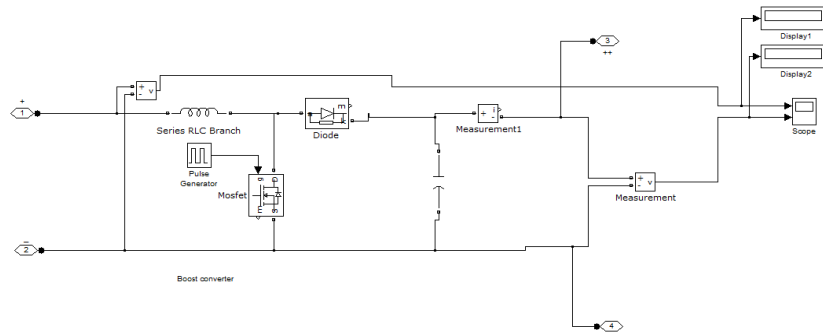 Display1
Display2
Scope
3
++
+
1
+
-
v
Series RLC Branch
m
a
k
Diode
+
-
i
Measurement1
Pulse
Generator
Mosfet
g
D
m
S
+
-
v
Measurement
–
2
Boost converter
4